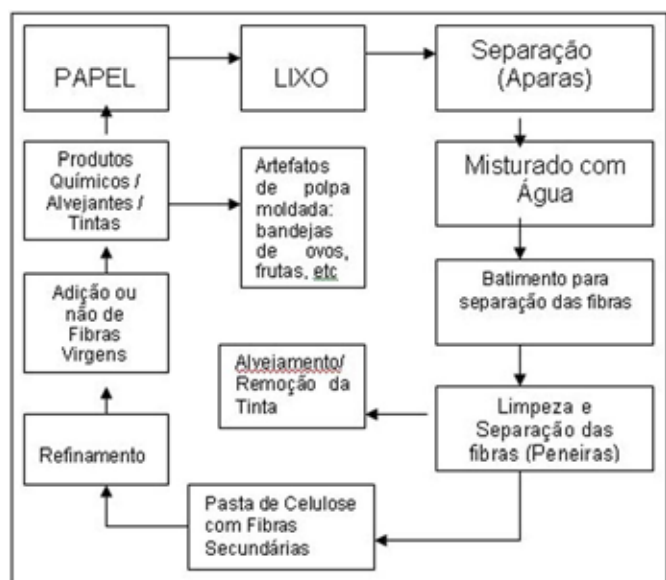 PAPEL
LIXO
Separação
(Aparas)
Produtos
Químicos /
Alvejantes /
Tintas
Artefatos
de polpa
moldada:
bandejas
de ovos,
frutas, etc
Misturado com
Água
Adição ou
não de
Fibras
Virgens
Batimento para
separação das fibras
Alveiamento/
Remoção da
Tinta
Limpeza e
Separação das
fibras (Peneiras)
Refinamento
Pasta de Celulose
com Fibras
Secundárias